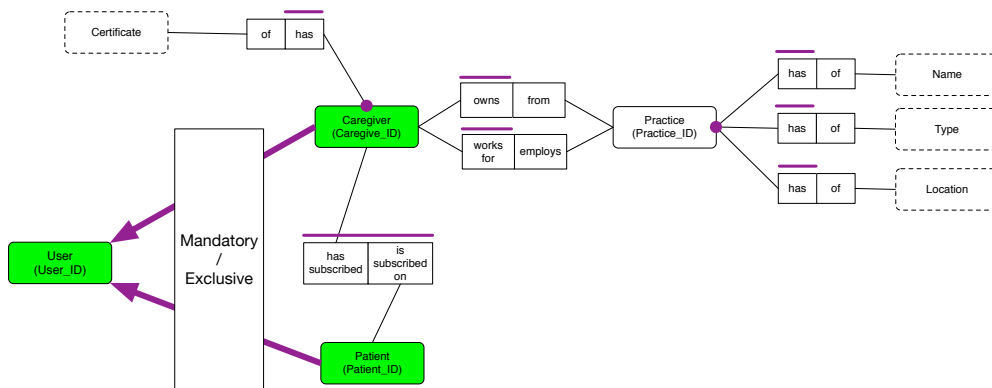 Certificate
of
has
owns
from
has
of
Name
Caregiver
(Caregive_ID)
works
for
employs
Practice
(Practice_ID)
has
of
Type
has
of
Location
Mandatory
/
Exclusive
User
(User_ID)
has
subscribed
is
subscribed
on
Patient
(Patient_ID)